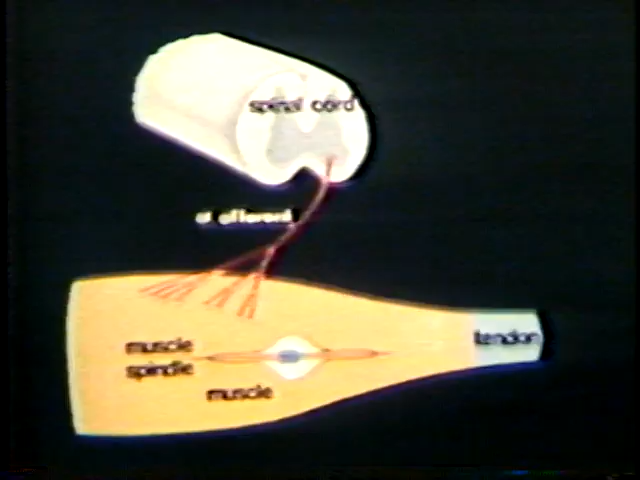 spinal cord
α efferent
muscle
spindle
muscle
tendon